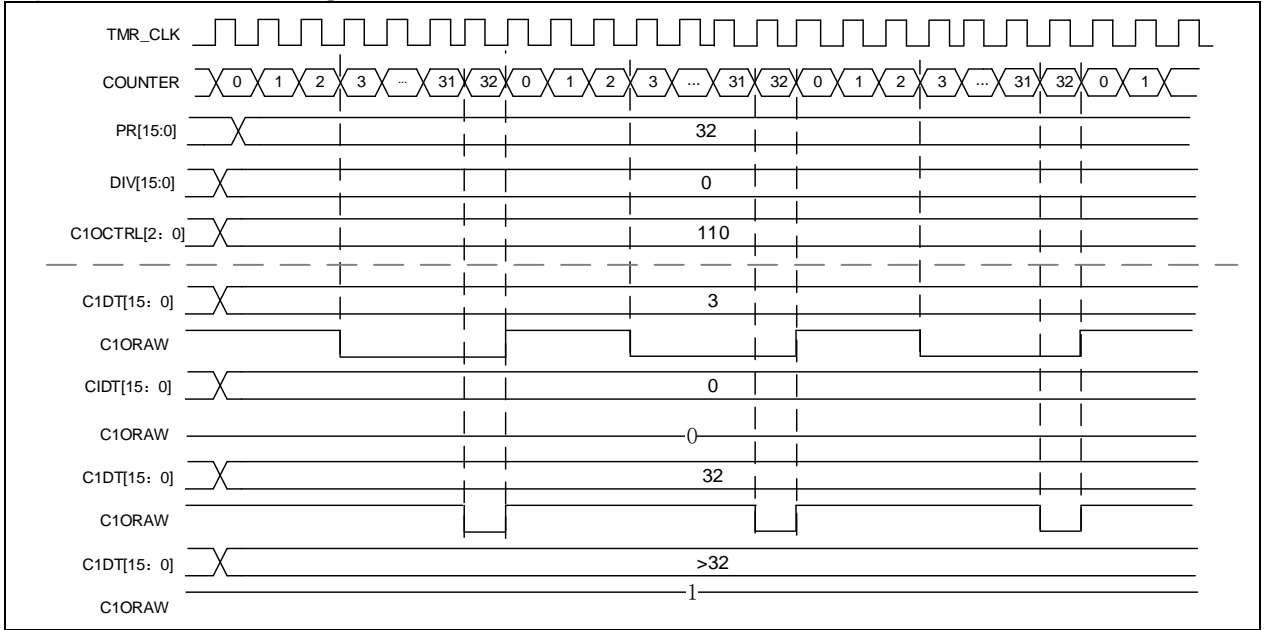 TMR_CLK
COUNTER 0 1 2 3 ... 31 32 0 1 2 3 ... 31 32 0 1 2 3 ... 31 32 0 1
PR[15:0] 32
DIV[15:0] 0
C1OCTRL[2：0] 110
C1DT[15：0] 3
C1ORAW
CIDT[15：0] 0
C1ORAW 0
C1DT[15：0] 32
C1ORAW
C1DT[15：0] >32
C1ORAW 1